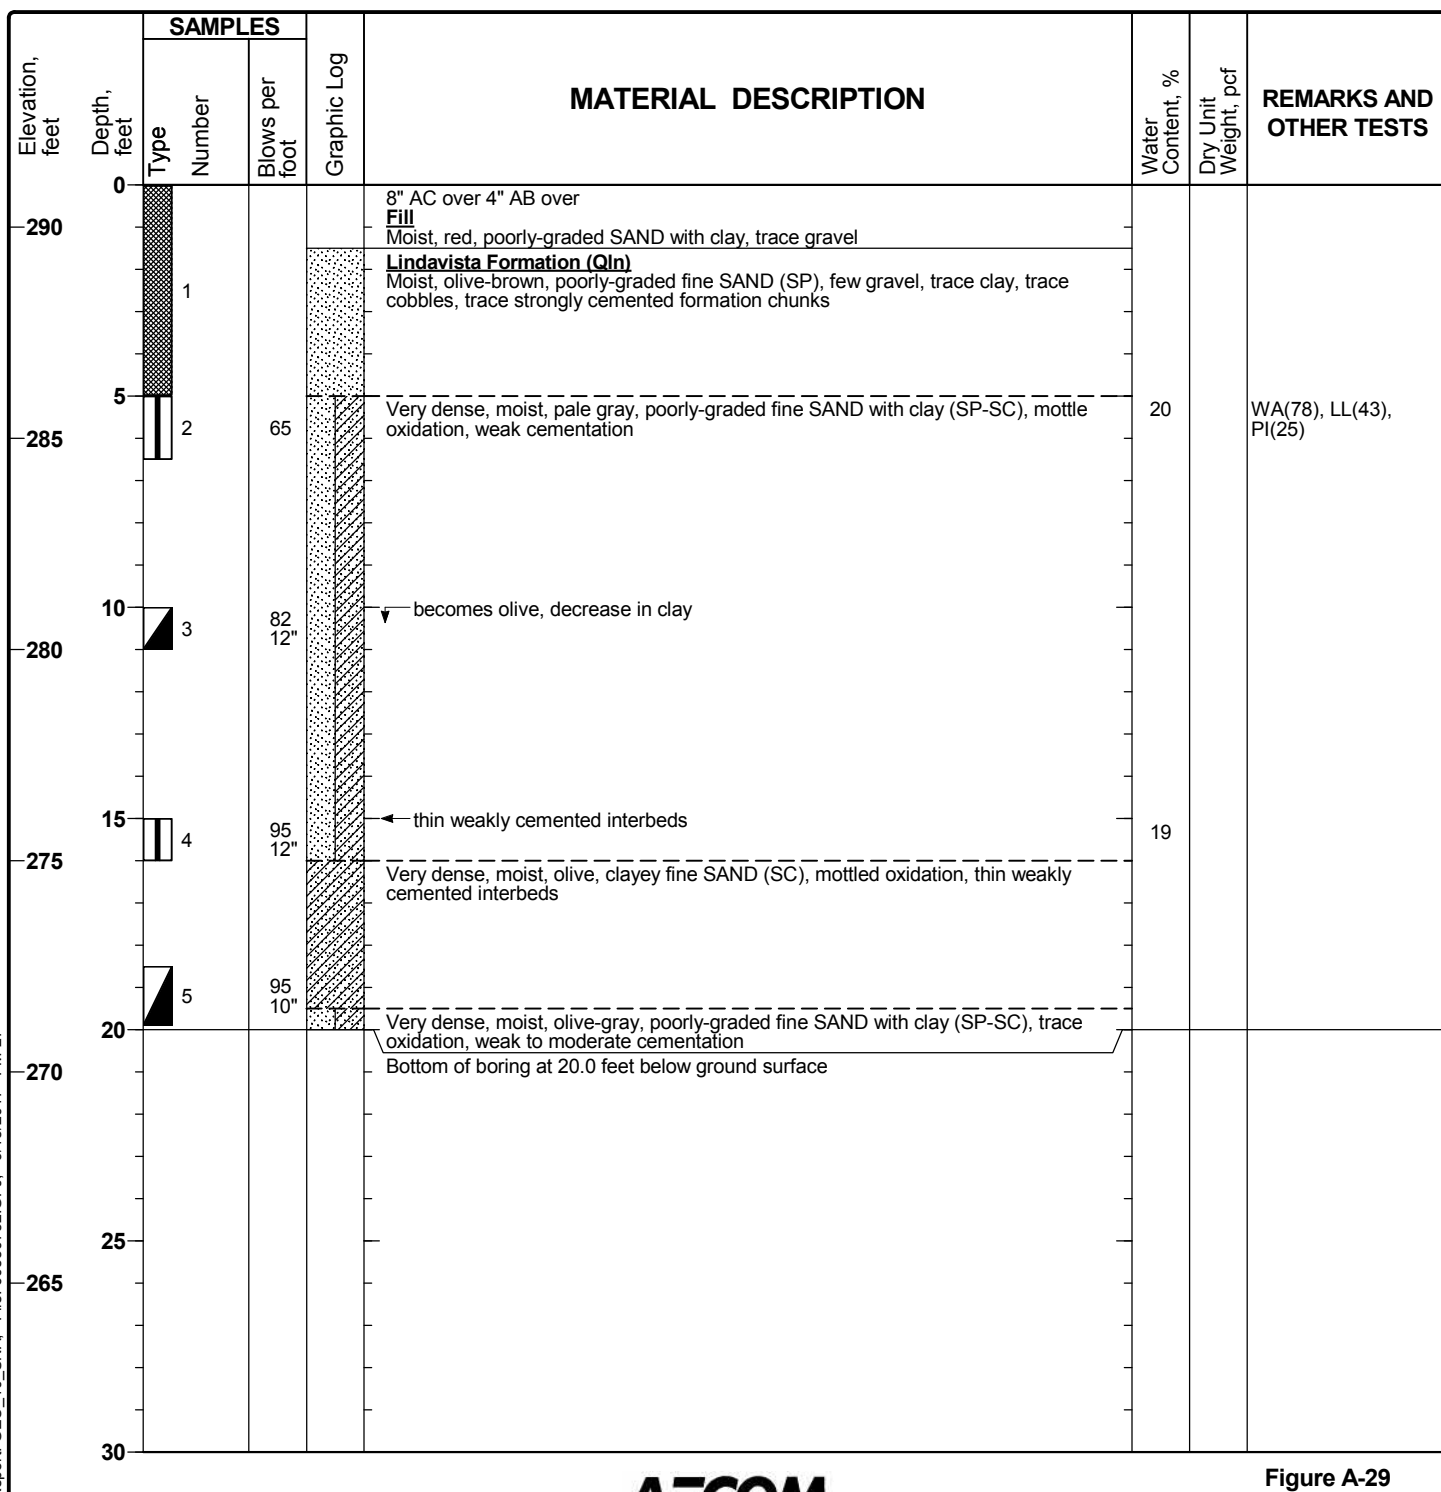 SAMPLES
Elevation, feet
Depth, feet
Type
Number
Blows per foot
Graphic Log
MATERIAL DESCRIPTION
Water Content, %
Dry Unit Weight, pcf
REMARKS AND OTHER TESTS
0
8" AC over 4" AB over
290
Fill
Moist, red, poorly-graded SAND with clay, trace gravel
Lindavista Formation (Qln)
Moist, olive-brown, poorly-graded fine SAND (SP), few gravel, trace clay, trace
cobbles, trace strongly cemented formation chunks
1
5
Very dense, moist, pale gray, poorly-graded fine SAND with clay (SP-SC), mottle
oxidation, weak cementation
20
WA(78), LL(43),
PI(25)
2
65
285
10
becomes olive, decrease in clay
3
82
12"
280
15
thin weakly cemented interbeds
4
95
12"
19
275
Very dense, moist, olive, clayey fine SAND (SC), mottled oxidation, thin weakly
cemented interbeds
5
95
10"
20
Very dense, moist, olive-gray, poorly-graded fine SAND with clay (SP-SC), trace
oxidation, weak to moderate cementation
270
Bottom of boring at 20.0 feet below ground surface
25
265
30
AECOM
Figure A-29